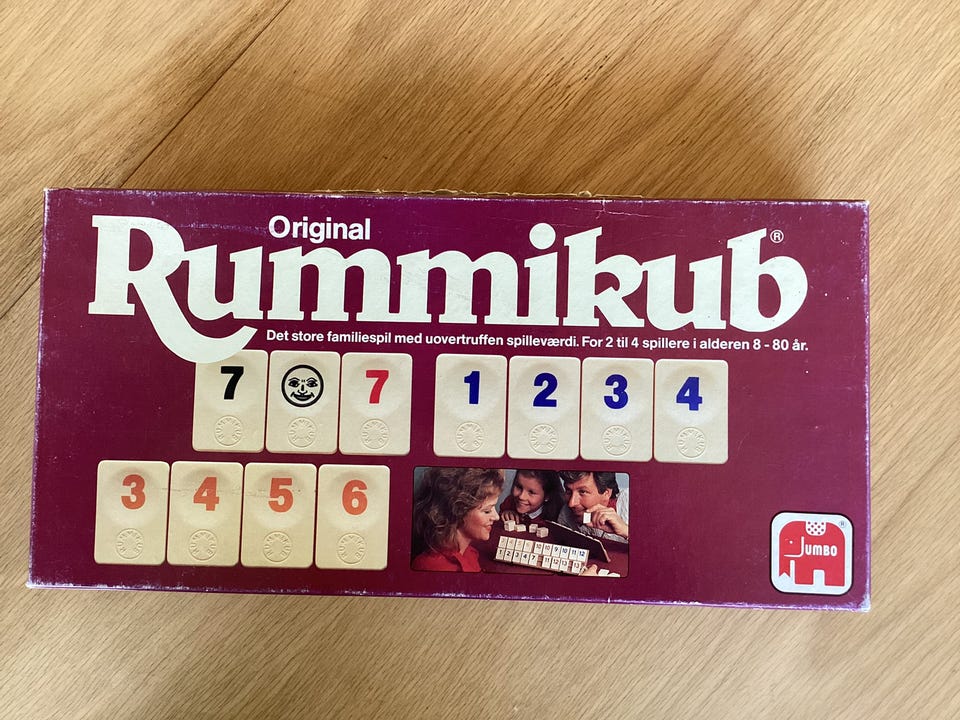 Original
Rummikub®
Det store familiespil med uovertruffen spilleværdi. For 2 til 4 spillere i alderen 8 - 80 år.
7 7 1 2 3 4
3 4 5 6
JUMBO ®